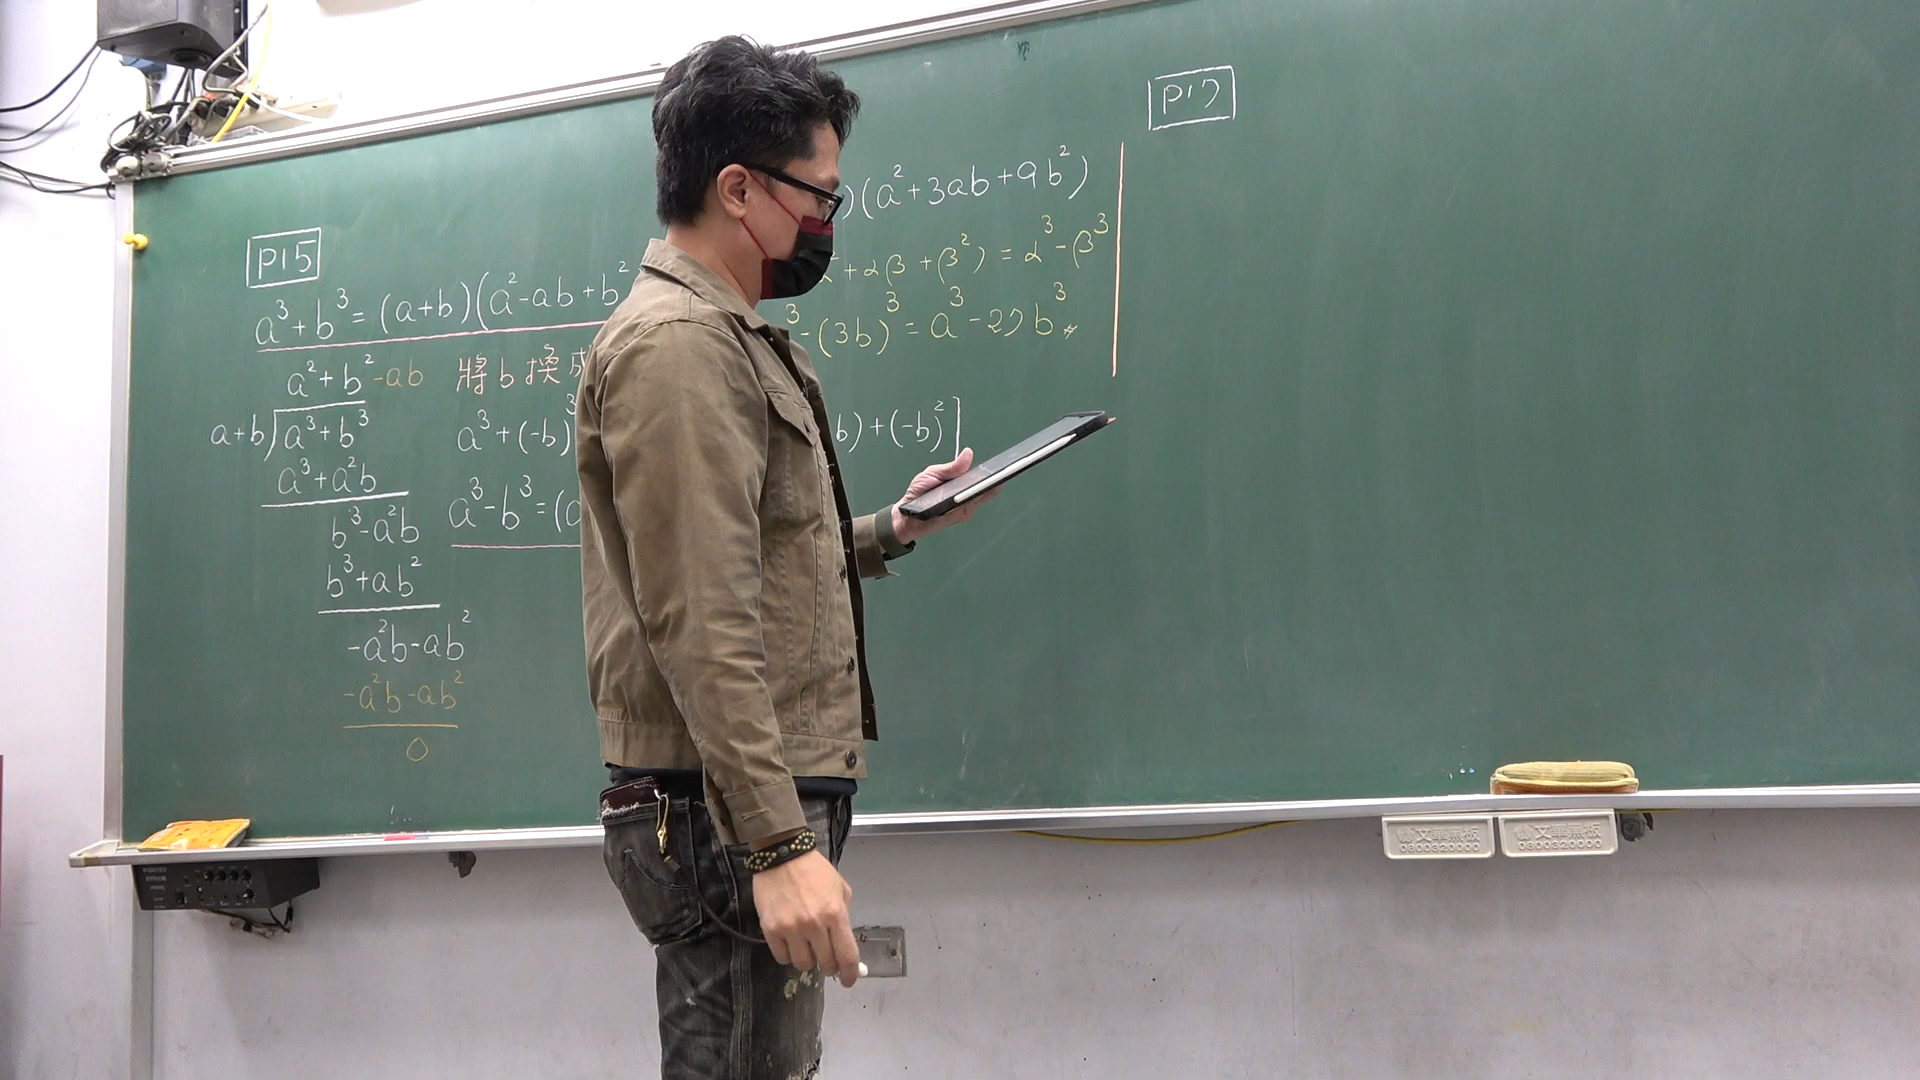 P15
a³+b³=(a+b)(a²-ab+b²
a²+b²-ab
a+b)a³+b³
a³+a²b
b³-a²b
b³+ab²
-a²b-ab²
-a²b-ab²
0
將b換成
a³+(-b)³
b)+(-b)²]
a³-b³=(a
)(a²+3ab+9b²)
+αβ+β²)=α³-β³
³-(3b)³=a³-27b³
P17
文華黑板
0800320000
文華黑板
0800320000